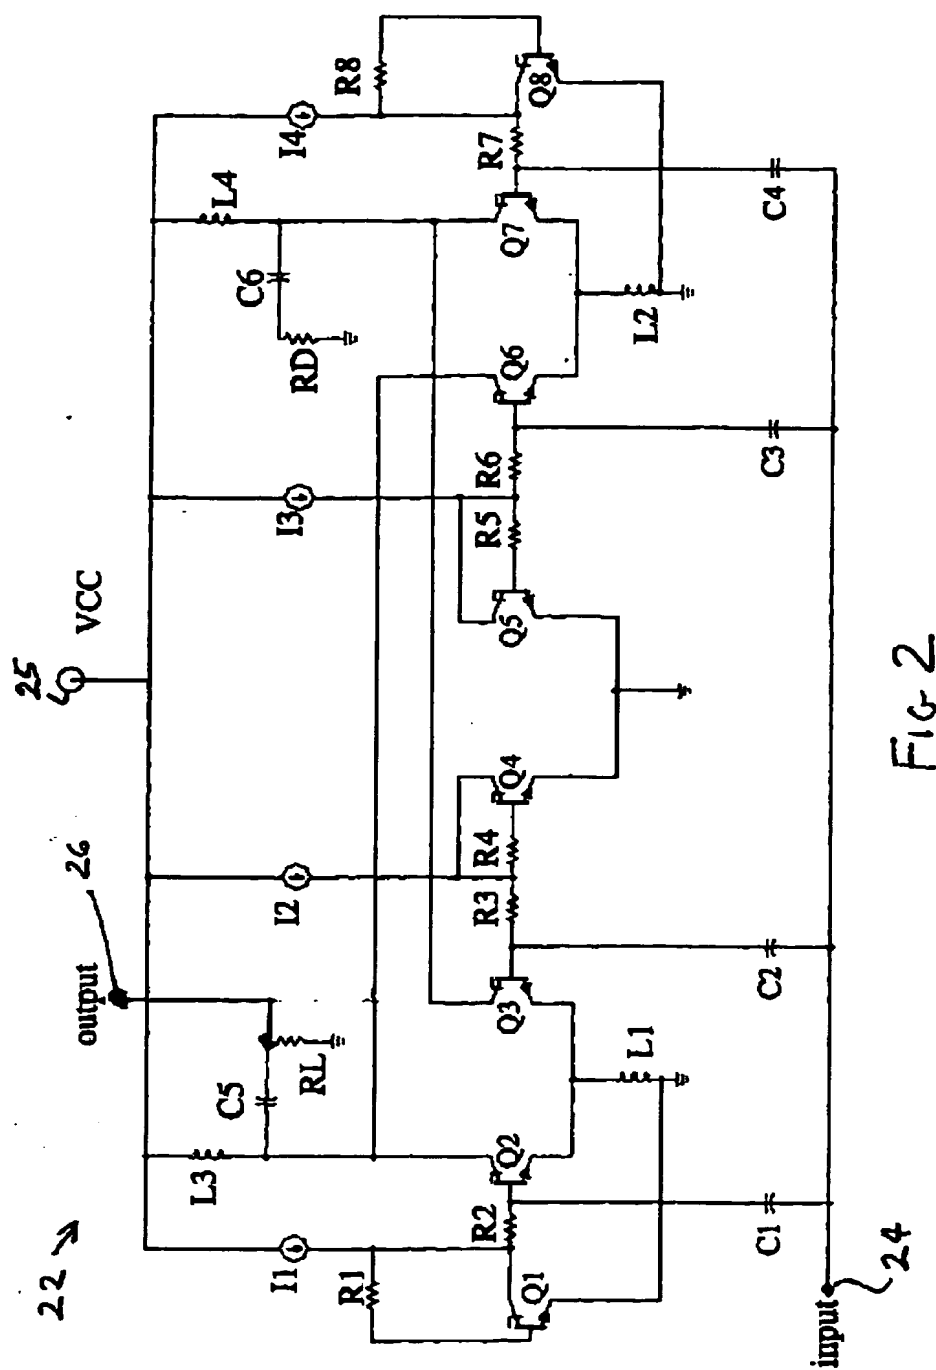 22
output
26
25
VCC
I1
L3
C5
RL
I2
I3
RD
C6
L4
I4
R8
R1
Q1
R2
Q2
Q3
R3
R4
Q4
Q5
R5
R6
Q6
Q7
R7
Q8
L1
L2
C1
C2
C3
C4
input
24
FIG 2